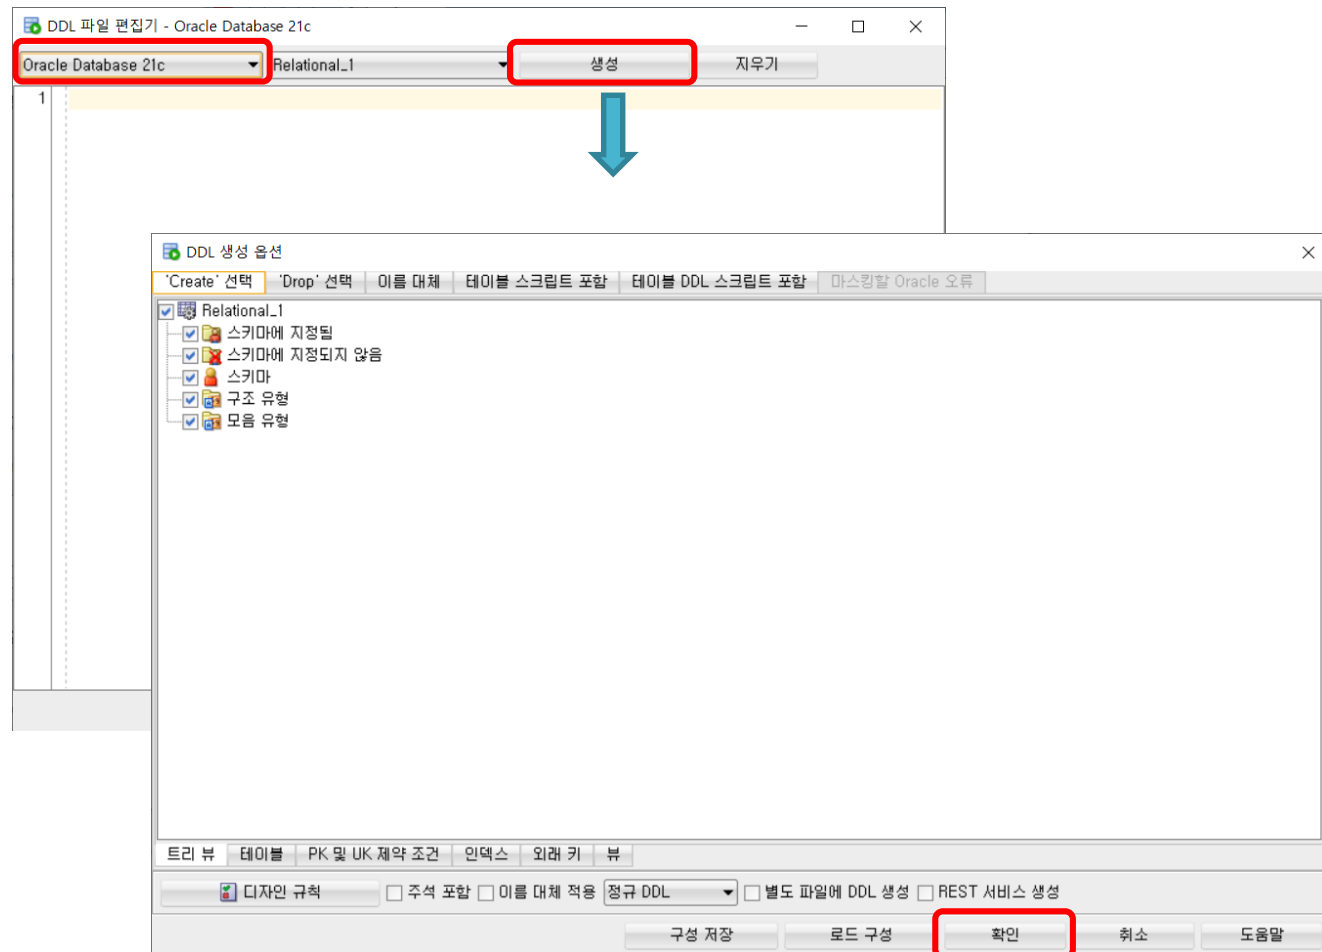 DDL 파일 편집기 - Oracle Database 21c
Oracle Database 21c Relational_1 생성 지우기
1
DDL 생성 옵션
'Create' 선택 'Drop' 선택 이름 대체 테이블 스크립트 포함 테이블 DDL 스크립트 포함 마스킹할 Oracle 오류
Relational_1
스키마에 지정됨
스키마에 지정되지 않음
스키마
구조 유형
모음 유형
트리 뷰 테이블 PK 및 UK 제약 조건 인덱스 외래 키 뷰
디자인 규칙 주석 포함 이름 대체 적용 정규 DDL 별도 파일에 DDL 생성 REST 서비스 생성
구성 저장 로드 구성 확인 취소 도움말